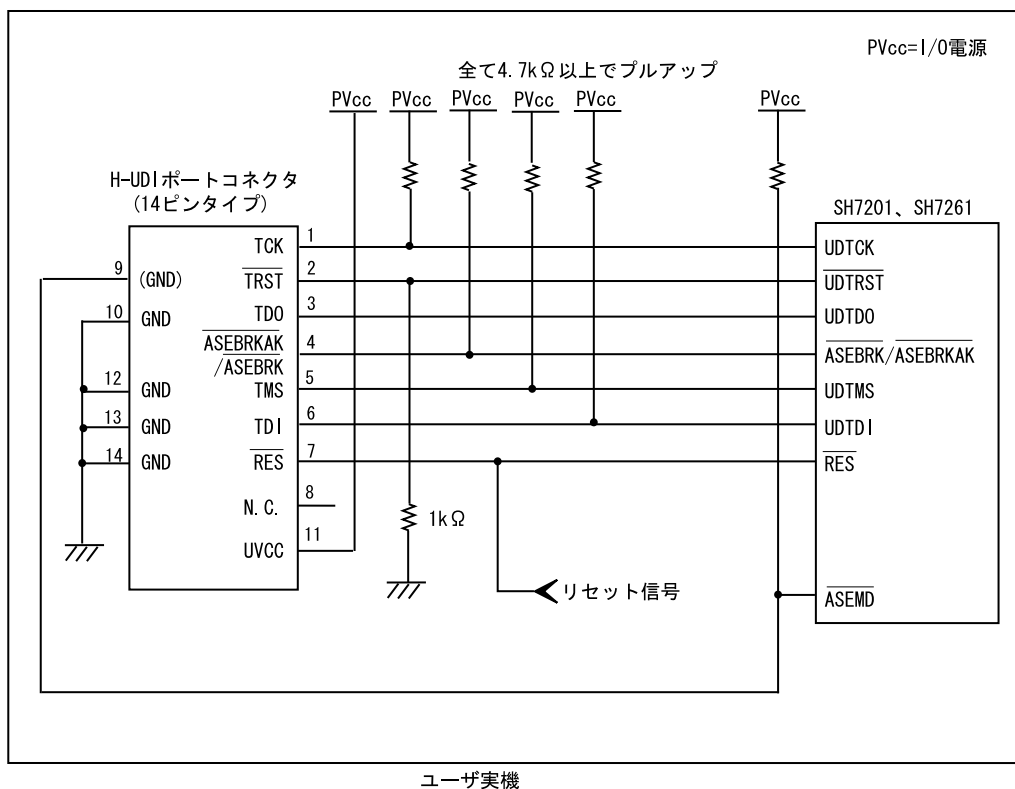 PVcc=I/O電源
全て4.7kΩ以上でプルアップ
PVcc PVcc PVcc PVcc PVcc PVcc
H-UDIポートコネクタ
(14ピンタイプ)
SH7201、SH7261
TCK 1 UDTCK
9 (GND) TRST 2 UDTRST
10 GND TDO 3 UDTDO
ASEBRKAK
/ASEBRK 4 ASEBRK/ASEBRKAK
12 GND TMS 5 UDTMS
13 GND TDI 6 UDTDI
14 GND RES 7 RES
N.C. 8
1kΩ
UVCC 11
リセット信号
ASEMD
ユーザ実機